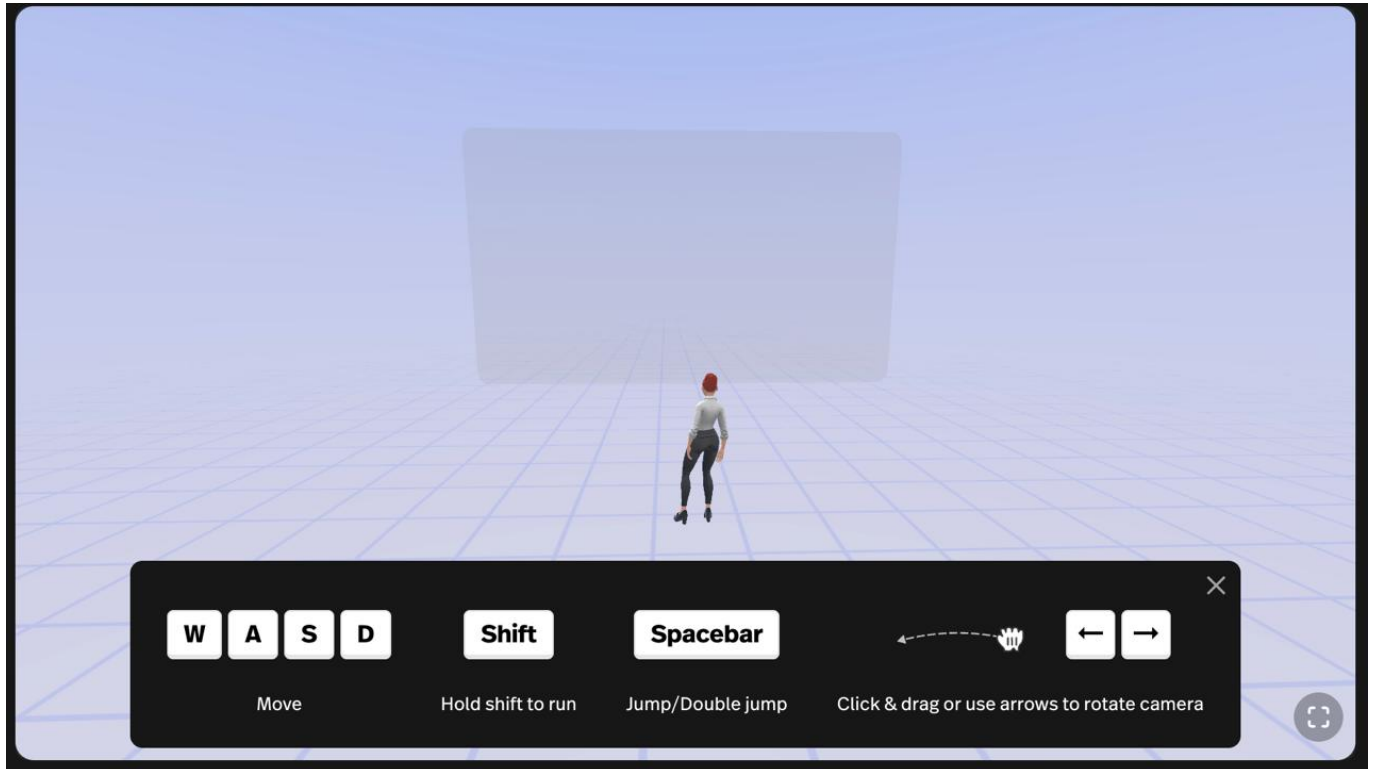 W A S D
Shift
Spacebar
← →
Move
Hold shift to run
Jump/Double jump
Click & drag or use arrows to rotate camera